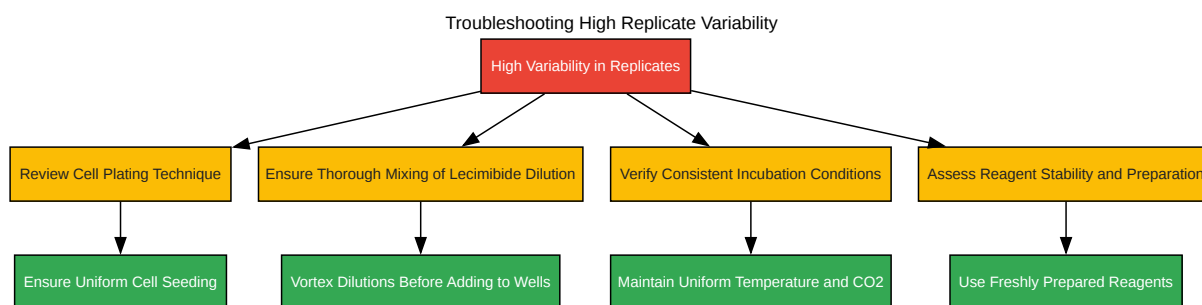 Troubleshooting High Replicate Variability
High Variability in Replicates
Review Cell Plating Technique
Ensure Thorough Mixing of Lecimibide Dilution
Verify Consistent Incubation Conditions
Assess Reagent Stability and Preparation
Ensure Uniform Cell Seeding
Vortex Dilutions Before Adding to Wells
Maintain Uniform Temperature and CO2
Use Freshly Prepared Reagents